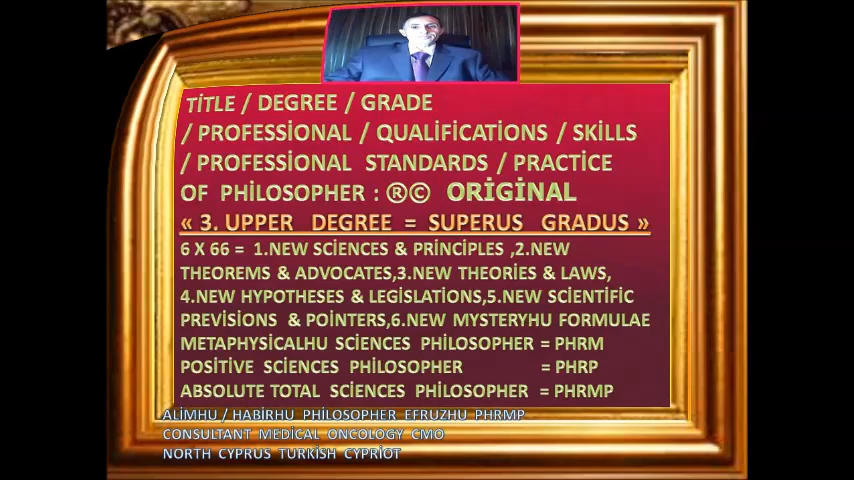 TİTLE / DEGREE / GRADE
/ PROFESSİONAL / QUALİFİCATİONS / SKİLLS
/ PROFESSİONAL STANDARDS / PRACTİCE
OF PHİLOSOPHER : ®© ORİGİNAL
« 3. UPPER DEGREE = SUPERUS GRADUS »
6 X 66 = 1.NEW SCİENCES & PRİNCİPLES ,2.NEW
THEOREMS & ADVOCATES,3.NEW THEORİES & LAWS,
4.NEW HYPOTHESES & LEGİSLATİONS,5.NEW SCİENTİFİC
PREVİSİONS & POİNTERS,6.NEW MYSTERYHU FORMULAE
METAPHYSİCALHU SCİENCES PHİLOSOPHER = PHRM
POSİTİVE SCİENCES PHİLOSOPHER = PHRP
ABSOLUTE TOTAL SCİENCES PHİLOSOPHER = PHRMP
ALİMHU / HABİRHU PHİLOSOPHER EFRUZHU PHRMP
CONSULTANT MEDİCAL ONCOLOGY CMO
NORTH CYPRUS TURKİSH CYPRİOT